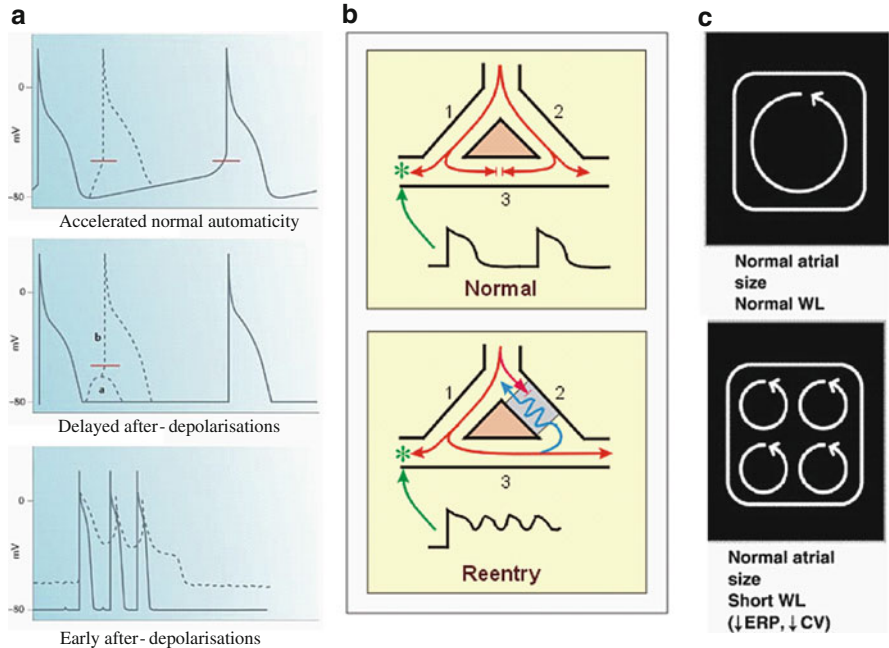 a
0
mV
−80
Accelerated normal automaticity
0
mV
b
a
−80
Delayed after-depolarisations
0
mV
−80
Early after-depolarisations
b
1
2
*
3
Normal
1
2
*
3
Reentry
c
Normal atrial
size
Normal WL
Normal atrial
size
Short WL
(↓ERP, ↓CV)